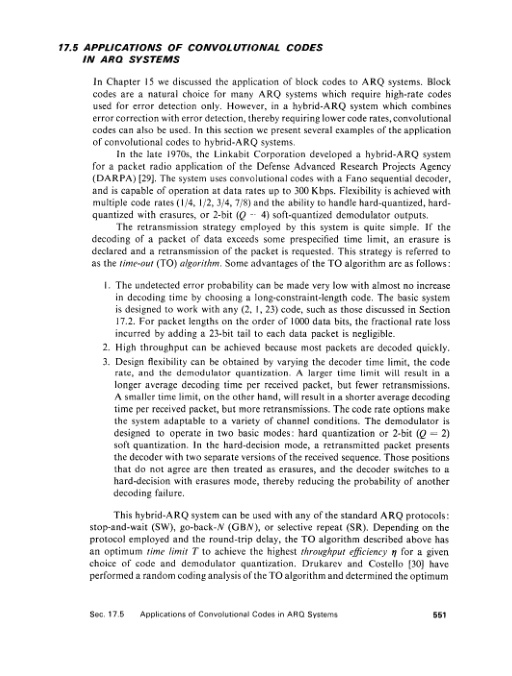 17.5 APPLICATIONS OF CONVOLUTIONAL CODES
IN ARQ SYSTEMS
In Chapter 15 we discussed the application of block codes to ARQ systems. Block
codes are a natural choice for many ARQ systems which require high-rate codes
used for error detection only. However, in a hybrid-ARQ system which combines
error correction with error detection, thereby requiring lower code rates, convolutional
codes can also be used. In this section we present several examples of the application
of convolutional codes to hybrid-ARQ systems.
In the late 1970s, the Linkabit Corporation developed a hybrid-ARQ system
for a packet radio application of the Defense Advanced Research Projects Agency
(DARPA) [29]. The system uses convolutional codes with a Fano sequential decoder,
and is capable of operation at data rates up to 300 Kbps. Flexibility is achieved with
multiple code rates (1/4, 1/2, 3/4, 7/8) and the ability to handle hard-quantized, hard-
quantized with erasures, or 2-bit (Q = 4) soft-quantized demodulator outputs.
The retransmission strategy employed by this system is quite simple. If the
decoding of a packet of data exceeds some prespecified time limit, an erasure is
declared and a retransmission of the packet is requested. This strategy is referred to
as the time-out (TO) algorithm. Some advantages of the TO algorithm are as follows:
1. The undetected error probability can be made very low with almost no increase
in decoding time by choosing a long-constraint-length code. The basic system
is designed to work with any (2, 1, 23) code, such as those discussed in Section
17.2. For packet lengths on the order of 1000 data bits, the fractional rate loss
incurred by adding a 23-bit tail to each data packet is negligible.
2. High throughput can be achieved because most packets are decoded quickly.
3. Design flexibility can be obtained by varying the decoder time limit, the code
rate, and the demodulator quantization. A larger time limit will result in a
longer average decoding time per received packet, but fewer retransmissions.
A smaller time limit, on the other hand, will result in a shorter average decoding
time per received packet, but more retransmissions. The code rate options make
the system adaptable to a variety of channel conditions. The demodulator is
designed to operate in two basic modes: hard quantization or 2-bit (Q = 2)
soft quantization. In the hard-decision mode, a retransmitted packet presents
the decoder with two separate versions of the received sequence. Those positions
that do not agree are then treated as erasures, and the decoder switches to a
hard-decision with erasures mode, thereby reducing the probability of another
decoding failure.
This hybrid-ARQ system can be used with any of the standard ARQ protocols:
stop-and-wait (SW), go-back-N (GBN), or selective repeat (SR). Depending on the
protocol employed and the round-trip delay, the TO algorithm described above has
an optimum time limit T to achieve the highest throughput efficiency η for a given
choice of code and demodulator quantization. Drukarev and Costello [30] have
performed a random coding analysis of the TO algorithm and determined the optimum
Sec. 17.5 Applications of Convolutional Codes in ARQ Systems 551